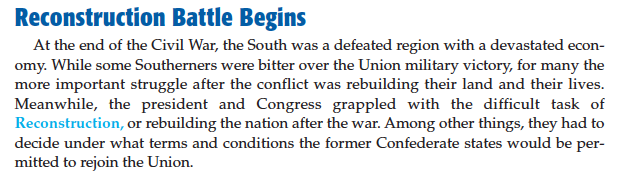 Reconstruction Battle Begins
At the end of the Civil War, the South was a defeated region with a devastated econ-
omy. While some Southerners were bitter over the Union military victory, for many the
more important struggle after the conflict was rebuilding their land and their lives.
Meanwhile, the president and Congress grappled with the difficult task of
Reconstruction, or rebuilding the nation after the war. Among other things, they had to
decide under what terms and conditions the former Confederate states would be per-
mitted to rejoin the Union.